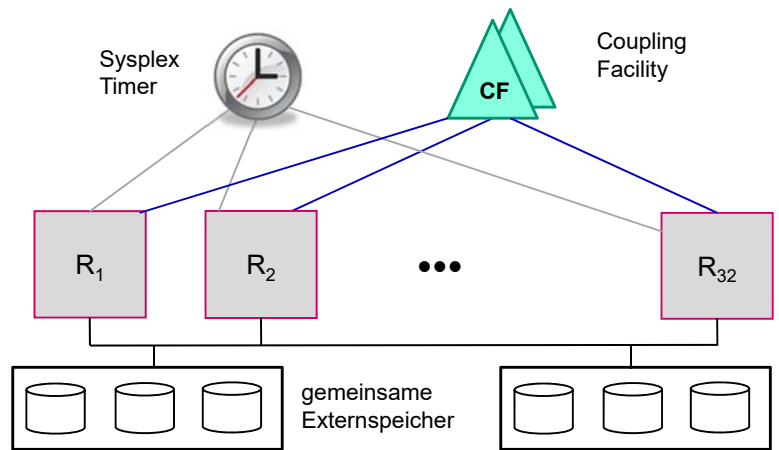 Sysplex
Timer
Coupling
Facility
CF
R₁
R₂
•••
R₃₂
gemeinsame
Externspeicher